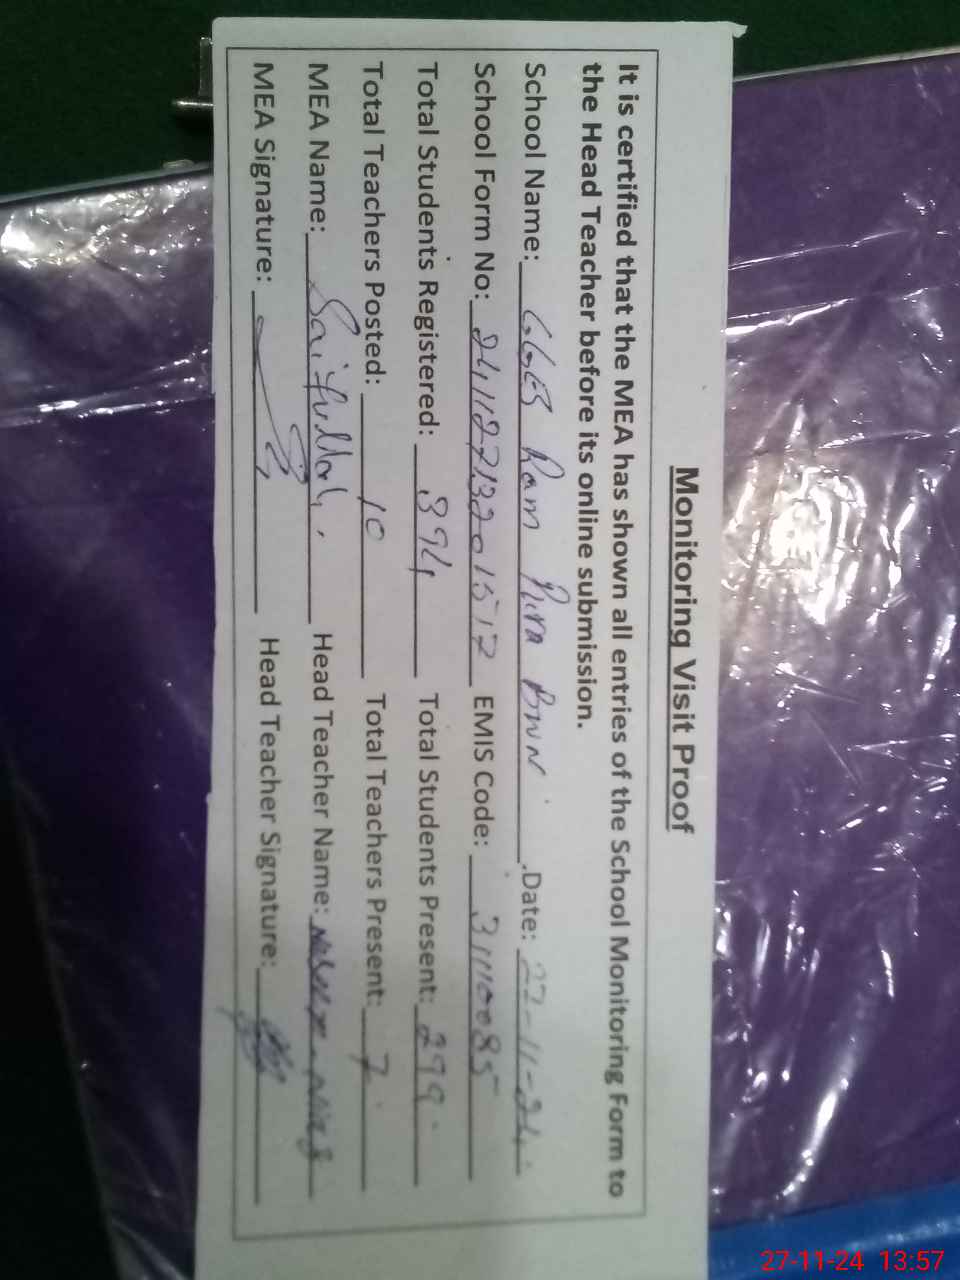 Monitoring Visit Proof
It is certified that the MEA has shown all entries of the School Monitoring Form to
the Head Teacher before its online submission.
School Name: GGES Ram Pura BWN .Date: 27-11-24
School Form No: EMIS Code: 31110085
Total Students Registered: 394 Total Students Present: 299
Total Teachers Posted: 10 Total Teachers Present: 7
MEA Name: Saifullah Head Teacher Name:
MEA Signature: Head Teacher Signature:
27-11-24 13:57